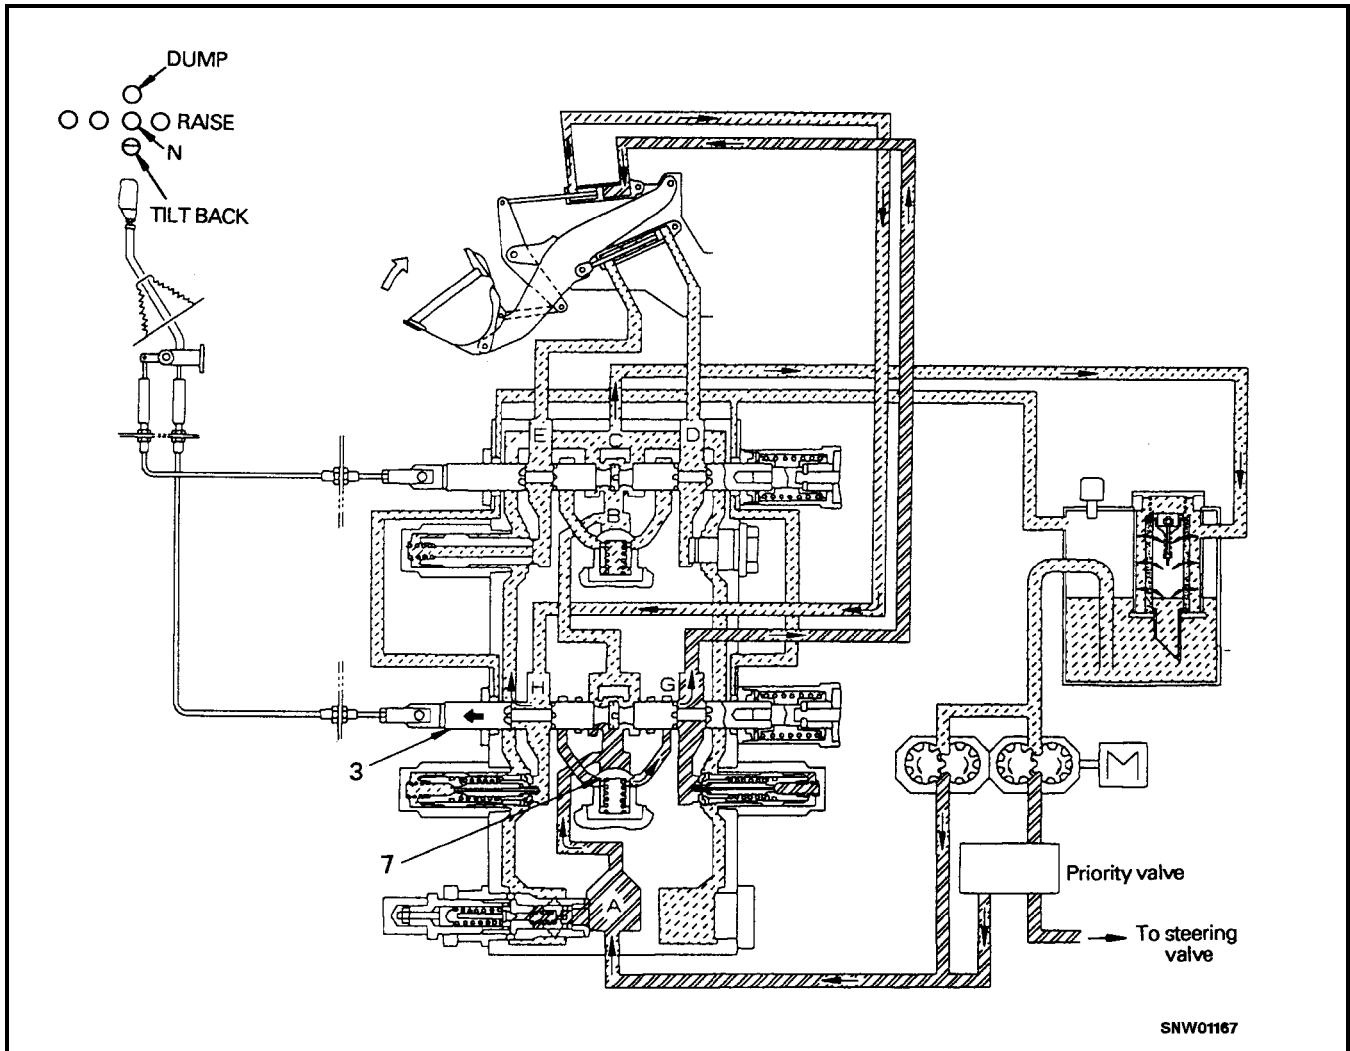 DUMP
RAISE
N
TILT BACK
E
C
D
B
H
G
3
M
7
A
Priority valve
To steering
valve
SNW01167